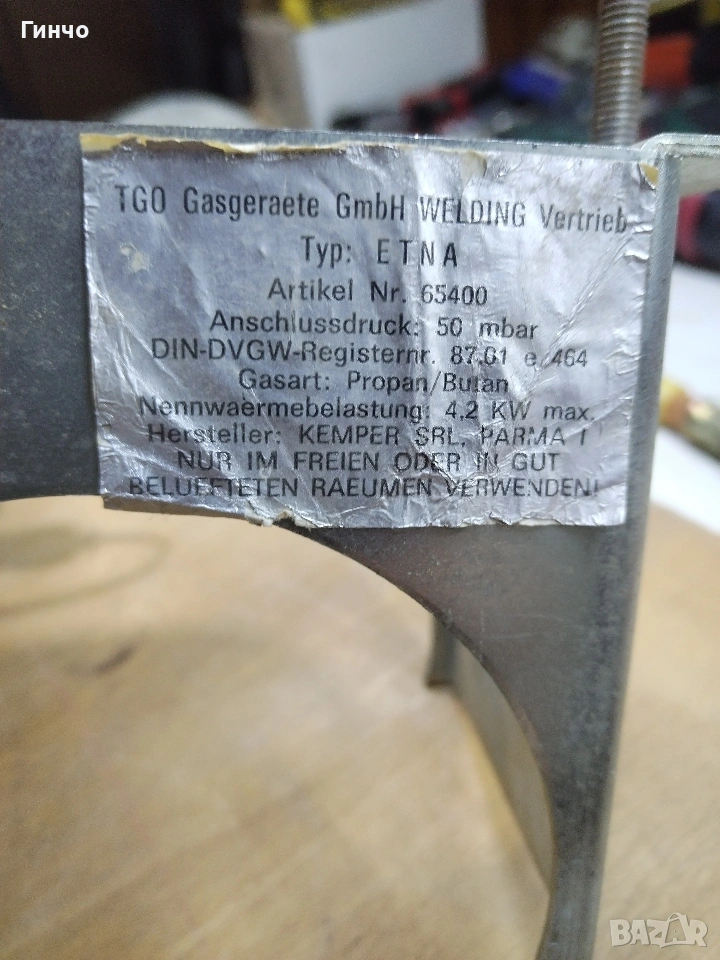 Гинчо
TGO Gasgeraete GmbH WELDING Vertrieb
Typ: ETNA
Artikel Nr. 65400
Anschlussdruck: 50 mbar
DIN-DVGW-Registernr. 87.01 e 464
Gasart: Propan/Butan
Nennwaermebelastung: 4,2 KW max.
Hersteller: KEMPER SRL, PARMA I
NUR IM FREIEN ODER IN GUT
BELUEFTETEN RAEUMEN VERWENDEN!
BAZAR